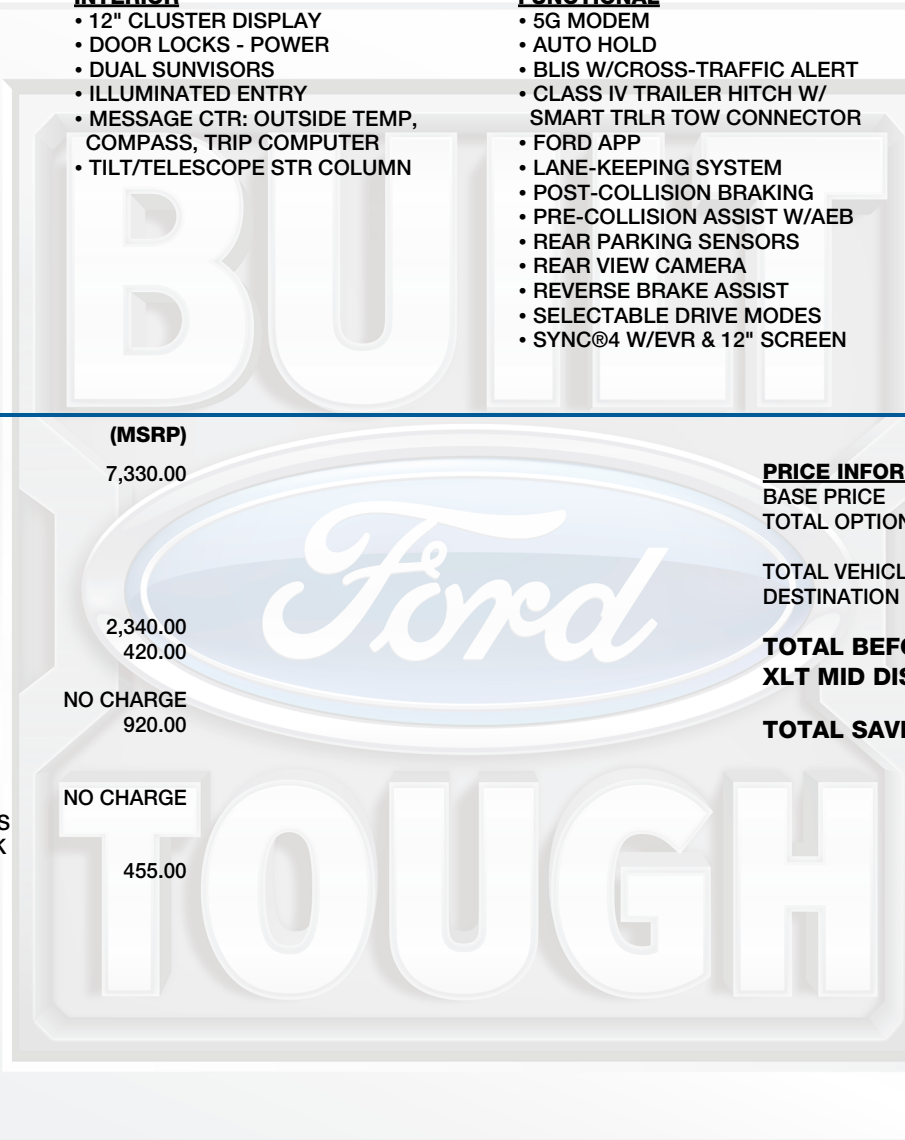 INTERIOR
• 12" CLUSTER DISPLAY
• DOOR LOCKS - POWER
• DUAL SUNVISORS
• ILLUMINATED ENTRY
• MESSAGE CTR: OUTSIDE TEMP,
COMPASS, TRIP COMPUTER
• TILT/TELESCOPE STR COLUMN
FUNCTIONAL
• 5G MODEM
• AUTO HOLD
• BLIS W/CROSS-TRAFFIC ALERT
• CLASS IV TRAILER HITCH W/
SMART TRLR TOW CONNECTOR
• FORD APP
• LANE-KEEPING SYSTEM
• POST-COLLISION BRAKING
• PRE-COLLISION ASSIST W/AEB
• REAR PARKING SENSORS
• REAR VIEW CAMERA
• REVERSE BRAKE ASSIST
• SELECTABLE DRIVE MODES
• SYNC®4 W/EVR & 12" SCREEN
BUILT
Ford
TOUGH
(MSRP)
7,330.00
2,340.00
420.00
NO CHARGE
920.00
NO CHARGE
S
K
455.00
PRICE INFOR
BASE PRICE
TOTAL OPTION
TOTAL VEHICL
DESTINATION
TOTAL BEFO
XLT MID DIS
TOTAL SAVI